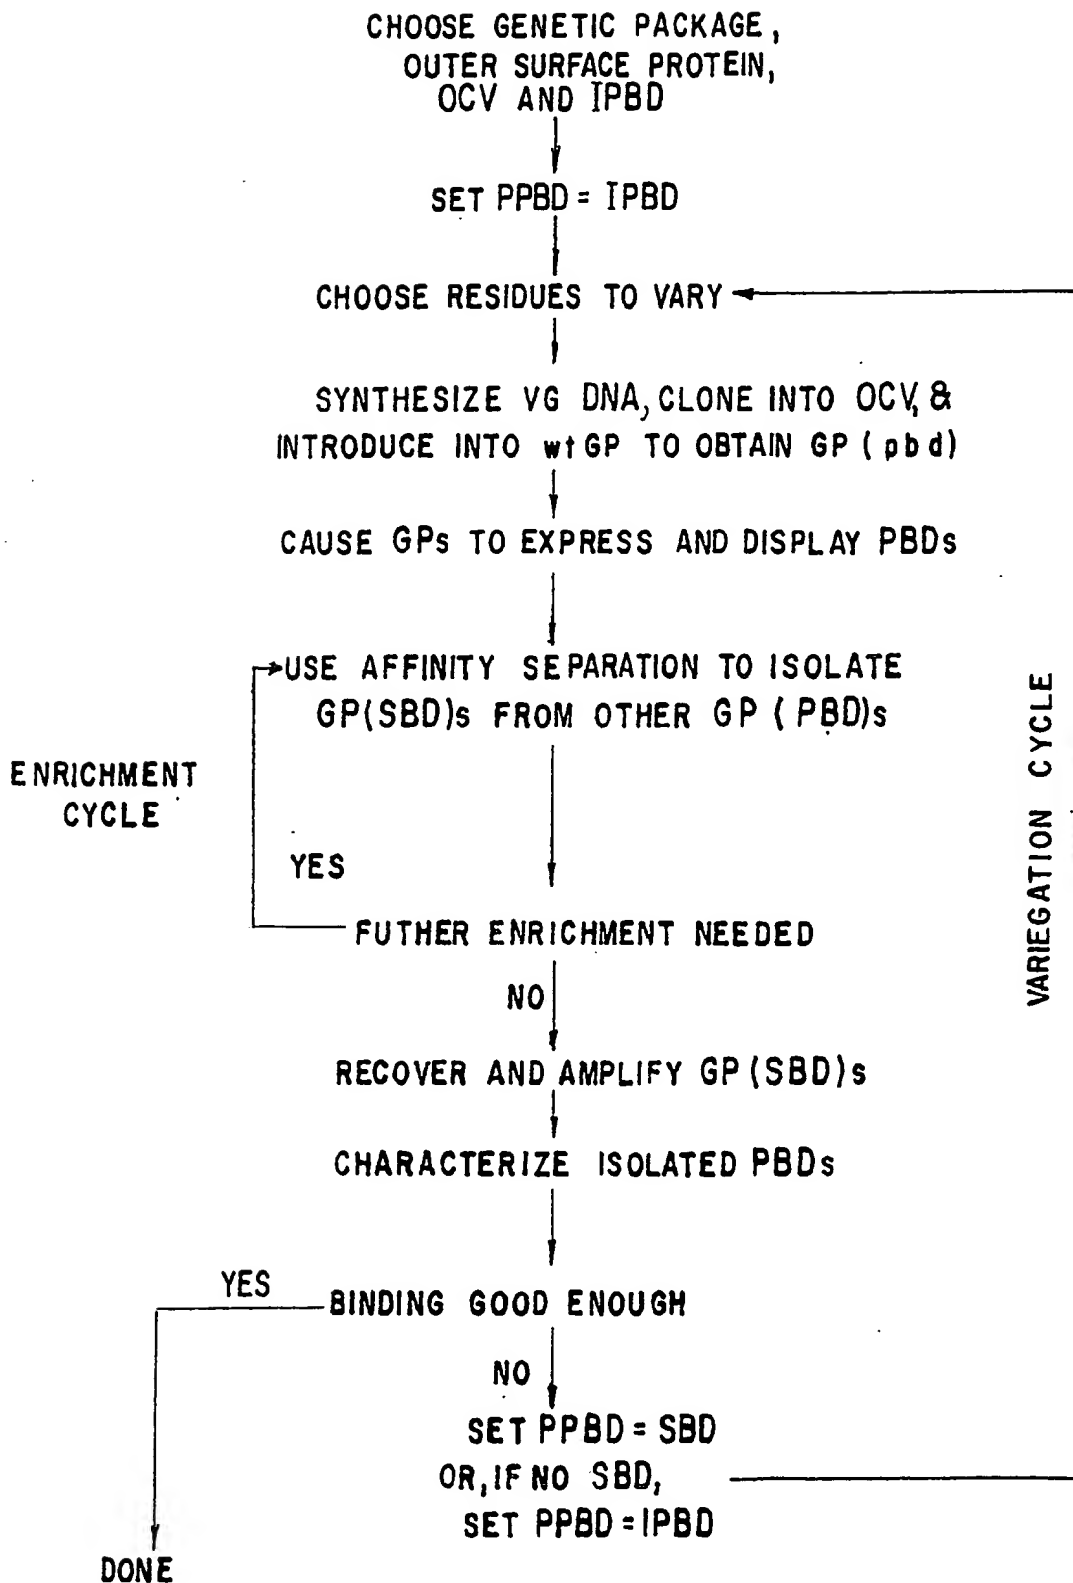 CHOOSE GENETIC PACKAGE,
OUTER SURFACE PROTEIN,
OCV AND IPBD
SET PPBD = IPBD
CHOOSE RESIDUES TO VARY
SYNTHESIZE VG DNA, CLONE INTO OCV, &
INTRODUCE INTO wtGP TO OBTAIN GP (pbd)
CAUSE GPs TO EXPRESS AND DISPLAY PBDs
USE AFFINITY SEPARATION TO ISOLATE
GP(SBD)s FROM OTHER GP (PBD)s
ENRICHMENT
CYCLE
YES
FUTHER ENRICHMENT NEEDED
VARIEGATION CYCLE
NO
RECOVER AND AMPLIFY GP (SBD)s
CHARACTERIZE ISOLATED PBDs
YES
BINDING GOOD ENOUGH
NO
SET PPBD = SBD
OR, IF NO SBD,
SET PPBD = IPBD
DONE